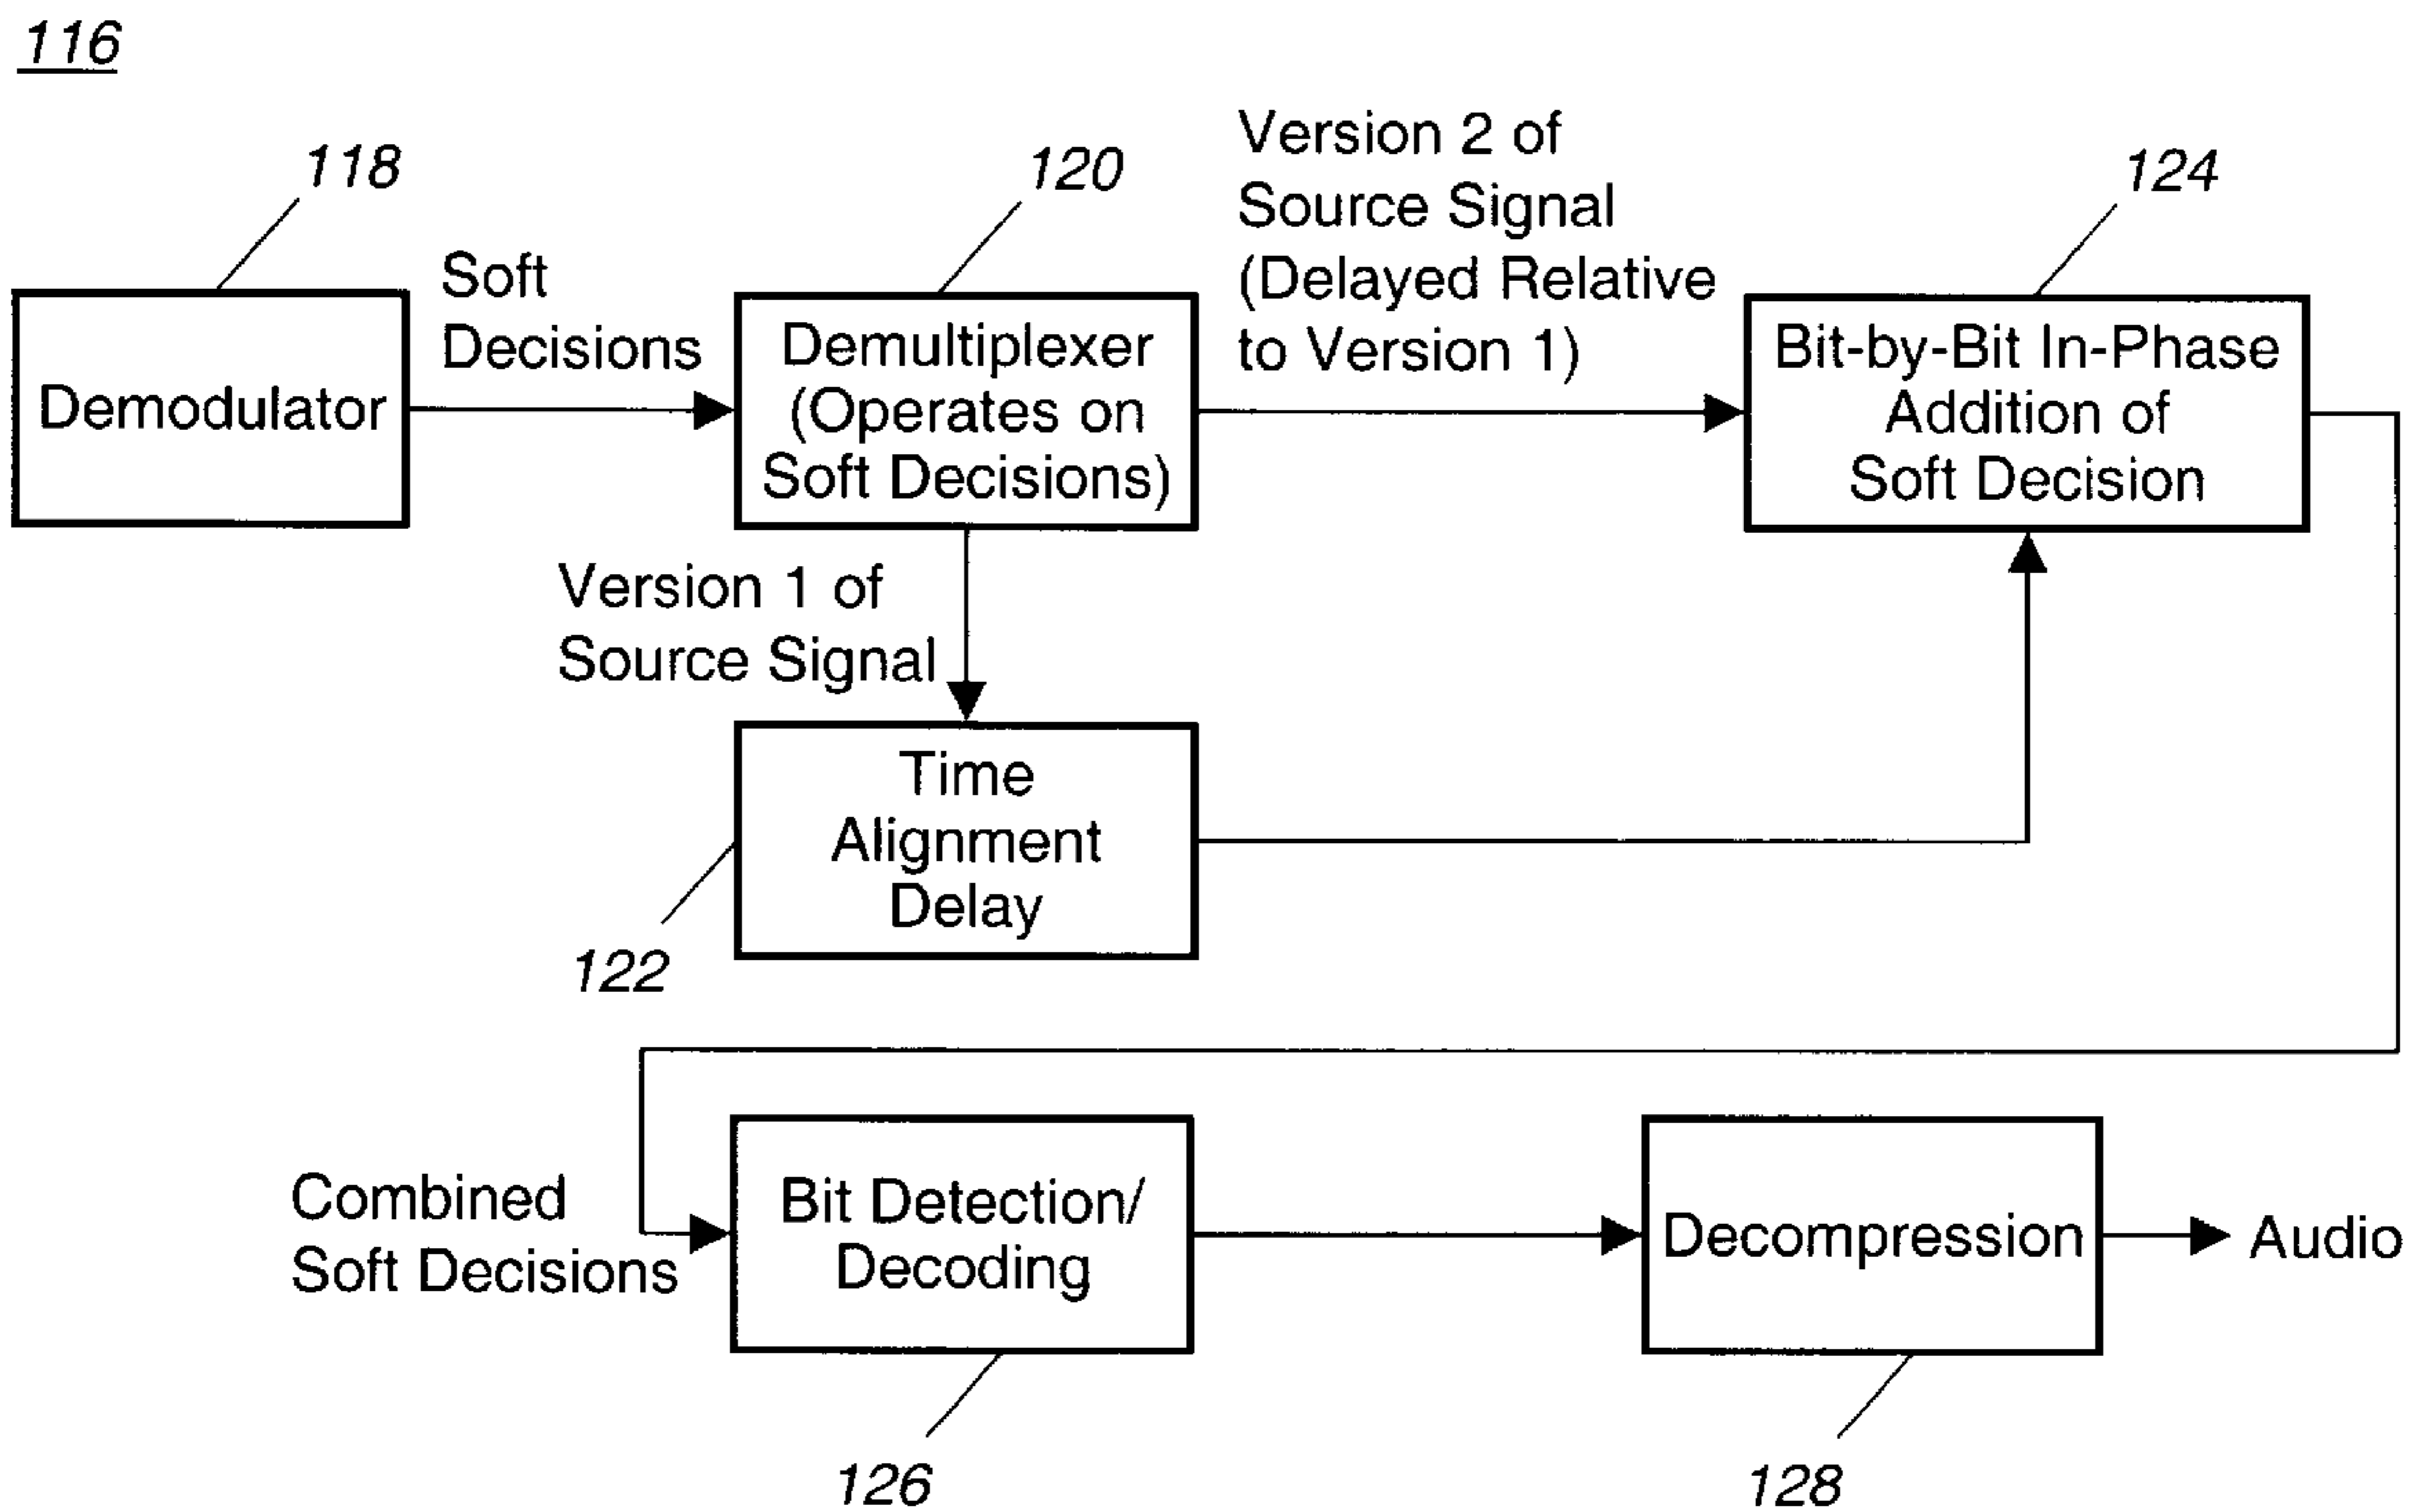 116
118
Soft
Decisions
Demodulator
120
Demultiplexer
(Operates on
Soft Decisions)
Version 2 of
Source Signal
(Delayed Relative
to Version 1)
124
Bit-by-Bit In-Phase
Addition of
Soft Decision
Version 1 of
Source Signal
Time
Alignment
Delay
122
Combined
Soft Decisions
Bit Detection/
Decoding
126
Decompression
128
Audio